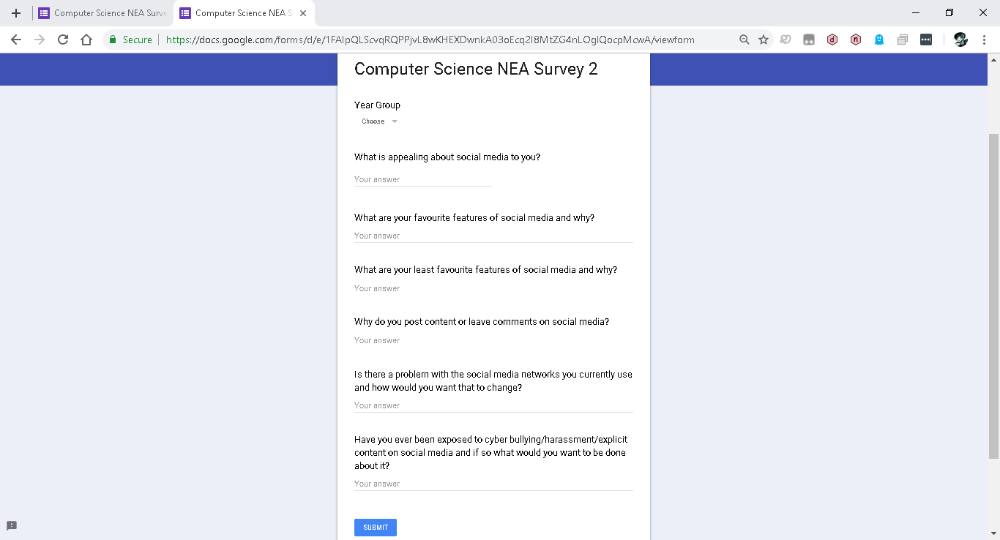 Computer Science NEA Surve
Computer Science NEA S
Secure
https://docs.google.com/forms/d/e/1FAIpQLScvqRQPPjvL8wKHEXDwnkA03oEcq2I8MtZG4nLOgIQocpMcwA/viewform
Computer Science NEA Survey 2
Year Group
Choose
What is appealing about social media to you?
Your answer
What are your favourite features of social media and why?
Your answer
What are your least favourite features of social media and why?
Your answer
Why do you post content or leave comments on social media?
Your answer
Is there a problem with the social media networks you currently use
and how would you want that to change?
Your answer
Have you ever been exposed to cyber bullying/harassment/explicit
content on social media and if so what would you want to be done
about it?
Your answer
SUBMIT